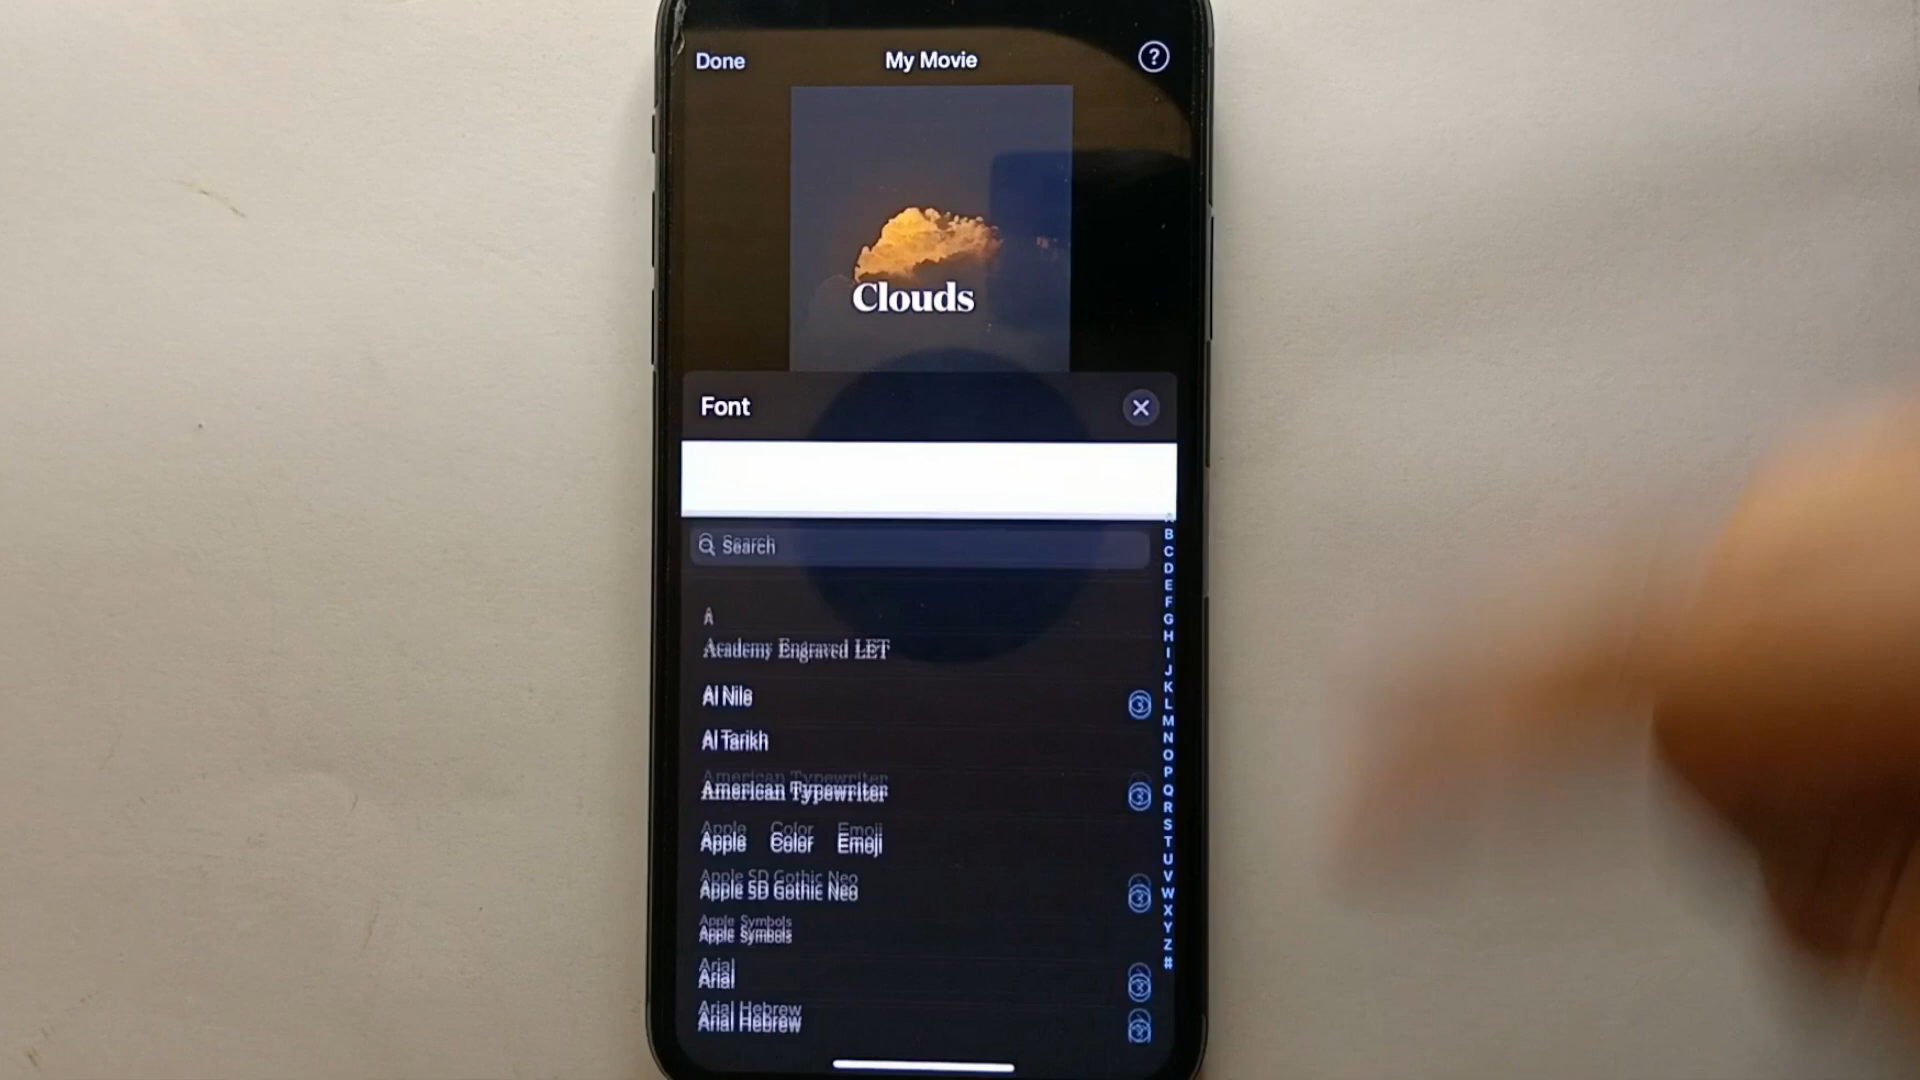 Done
My Movie
?
Clouds
Font
Search
A
Academy Engraved LET
Al Nile
Al Tarikh
American Typewriter
Apple Color Emoji
Apple SD Gothic Neo
Apple Symbols
Arial
Arial Hebrew
A
B
C
D
E
F
G
H
I
J
K
L
M
N
O
P
Q
R
S
T
U
V
W
X
Y
Z
#